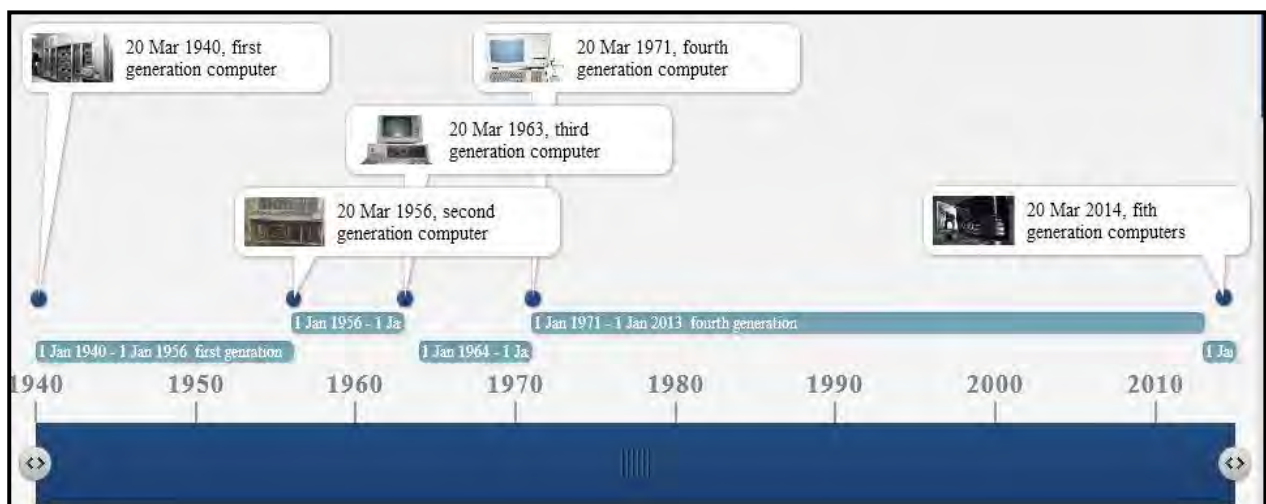 20 Mar 1940, first
generation computer
20 Mar 1971, fourth
generation computer
20 Mar 1963, third
generation computer
20 Mar 1956, second
generation computer
20 Mar 2014, fith
generation computers
1 Jan 1956 - 1 Ja
1 Jan 1971 - 1 Jan 2013 fourth generation
1 Jan 1940 - 1 Jan 1956 first genration
1 Jan 1964 - 1 Ja
1 Jan
1940 1950 1960 1970 1980 1990 2000 2010